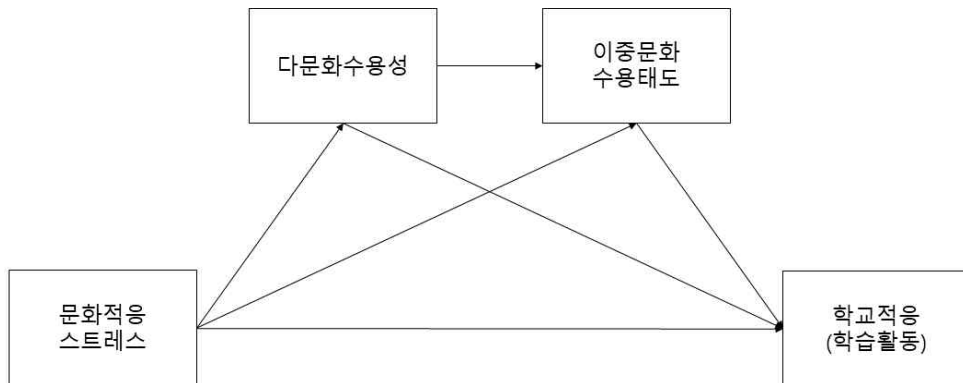 다문화수용성
이중문화
수용태도
문화적응
스트레스
학교적응
(학습활동)